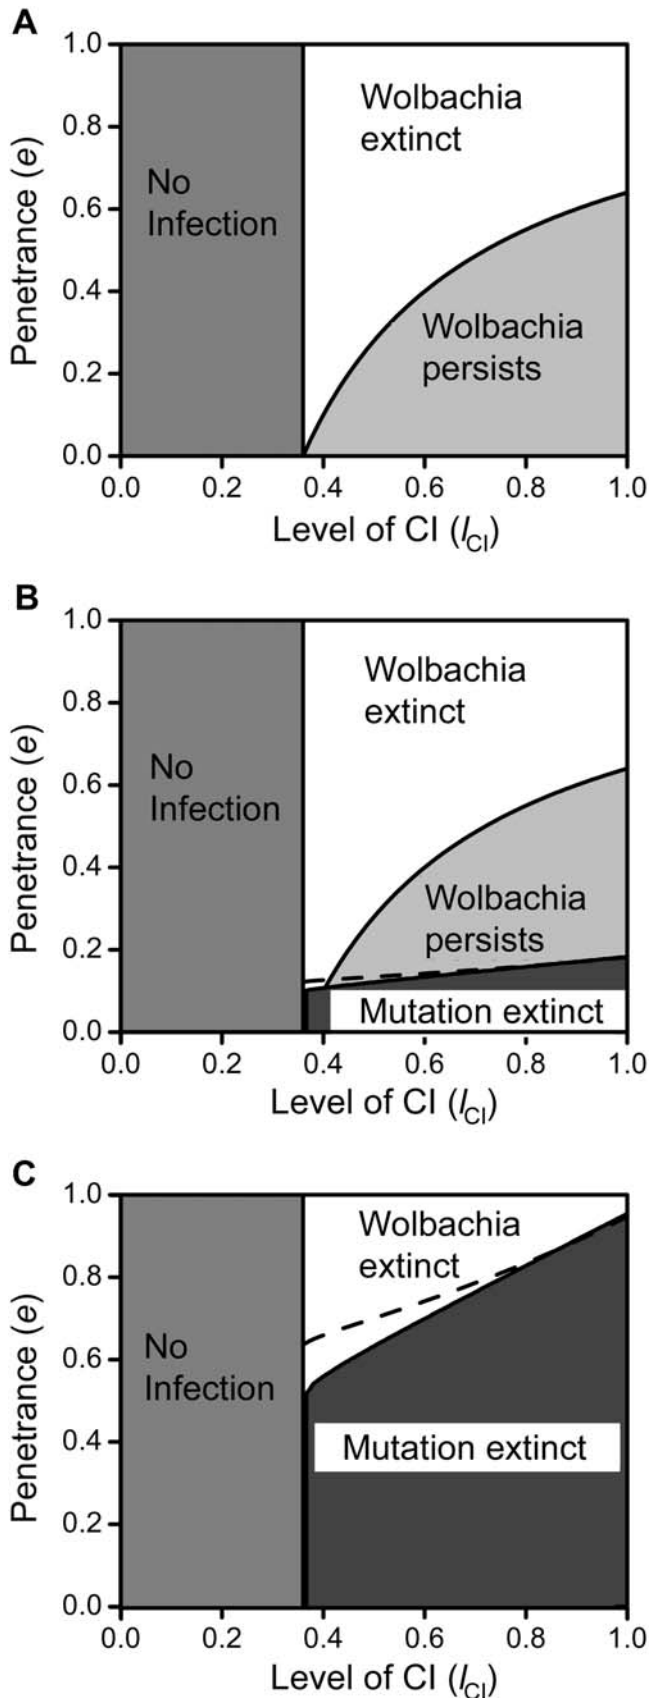 A
1.0
0.8
0.6
0.4
0.2
0.0
Penetrance (e)
No
Infection
Wolbachia
extinct
Wolbachia
persists
0.0 0.2 0.4 0.6 0.8 1.0
Level of CI (lCI)
B
1.0
0.8
0.6
0.4
0.2
0.0
Penetrance (e)
No
Infection
Wolbachia
extinct
Wolbachia
persists
Mutation extinct
0.0 0.2 0.4 0.6 0.8 1.0
Level of CI (lCI)
C
1.0
0.8
0.6
0.4
0.2
0.0
Penetrance (e)
No
Infection
Wolbachia
extinct
Mutation extinct
0.0 0.2 0.4 0.6 0.8 1.0
Level of CI (lCI)